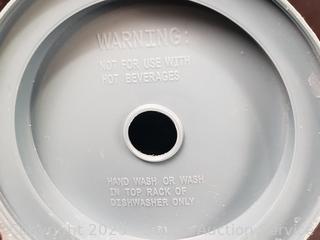 WARNING:
NOT FOR USE WITH
HOT BEVERAGES
HAND WASH OR WASH
IN TOP RACK OF
DISHWASHER ONLY